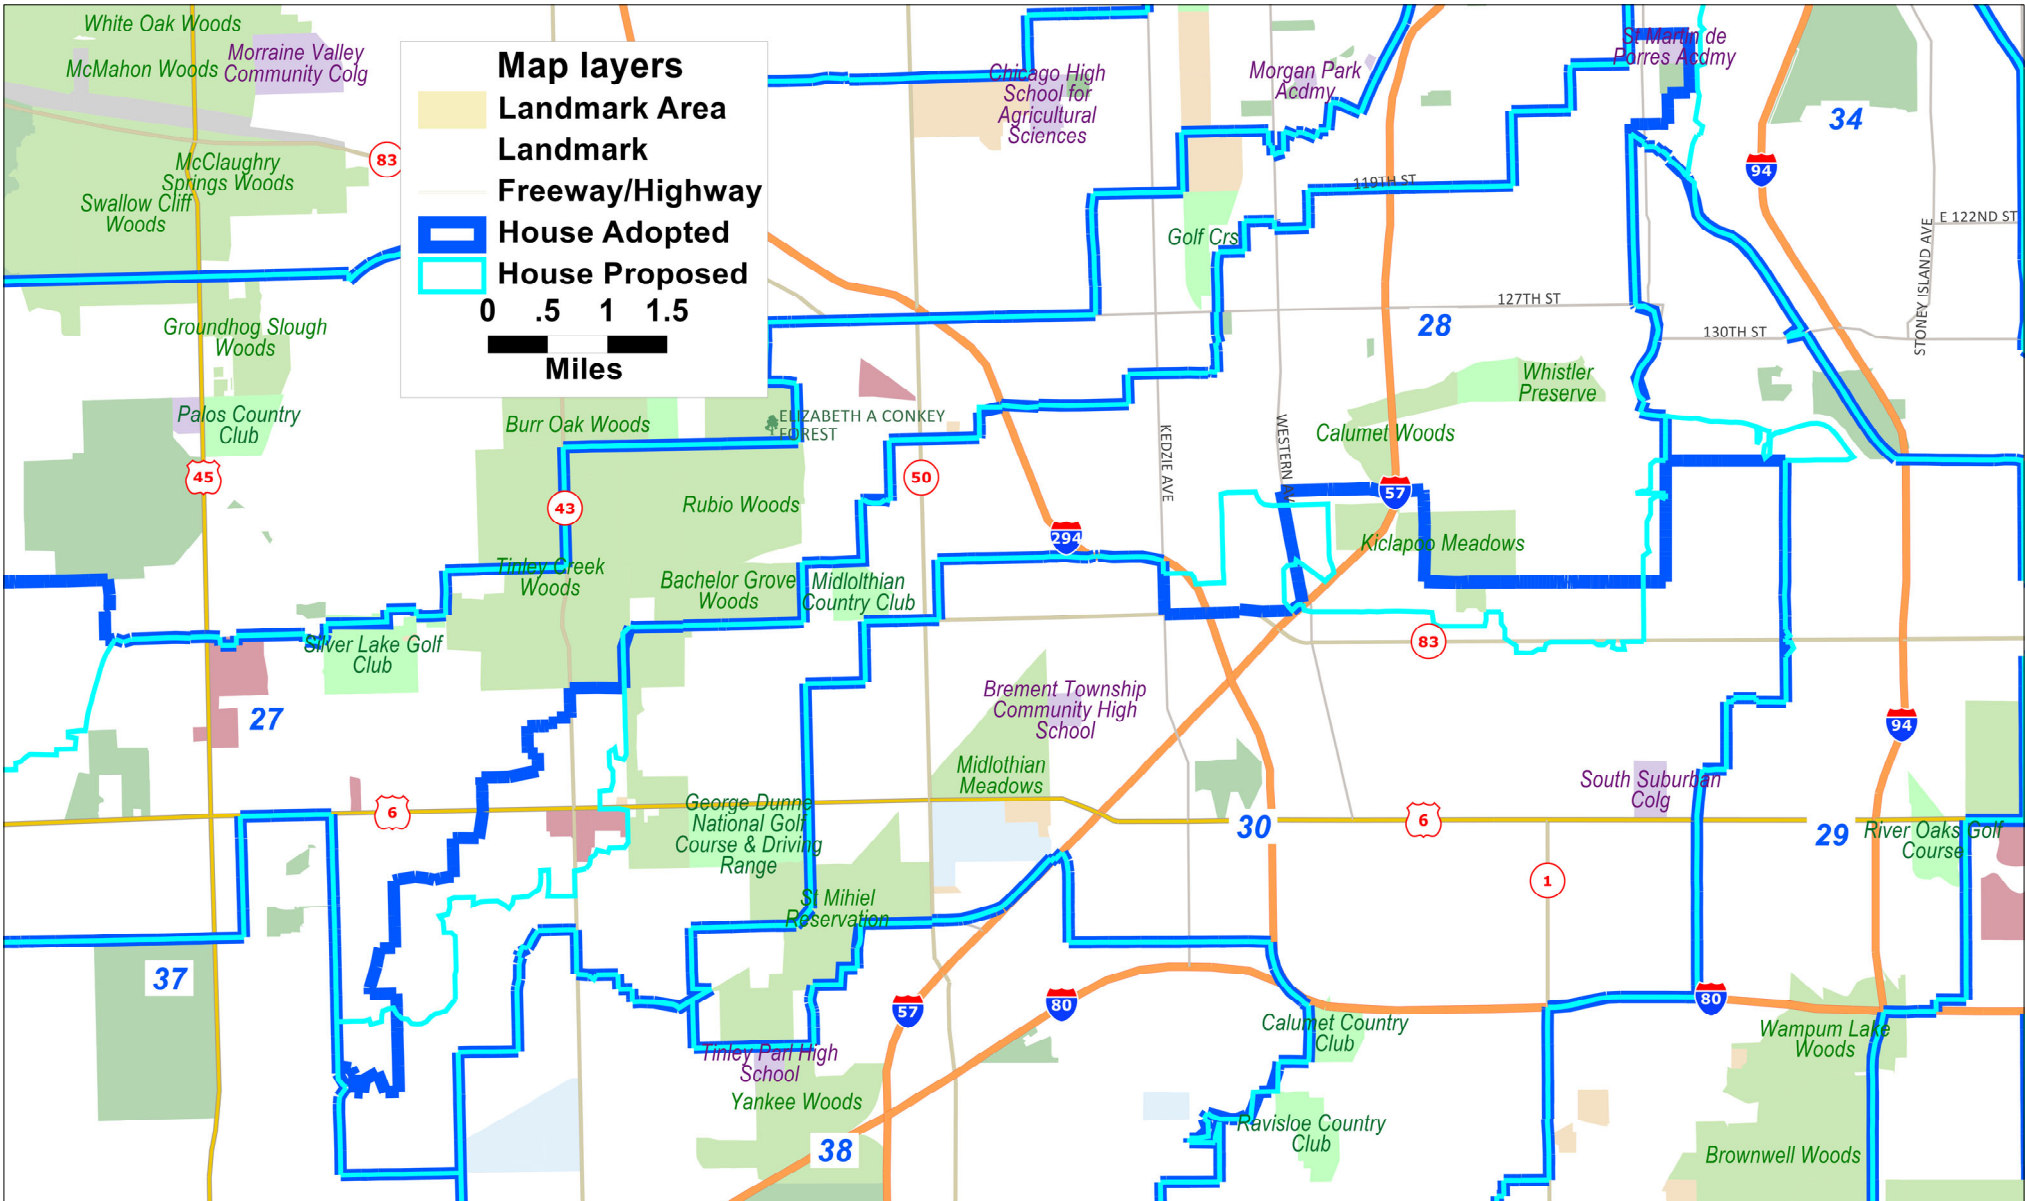 White Oak Woods
Morraine Valley
Community Colg
McMahon Woods
83
McClaughry
Springs Woods
Swallow Cliff
Woods
Map layers
Landmark Area
Landmark
Freeway/Highway
House Adopted
House Proposed
0 .5 1 1.5
Miles
Chicago High
School for
Agricultural
Sciences
Morgan Park
Acdmy
St Martin de
Porres Acdmy
34
94
119TH ST
E 122ND ST
STONEY ISLAND AVE
Golf Crs
127TH ST
28
130TH ST
Groundhog Slough
Woods
Palos Country
Club
45
Burr Oak Woods
ELIZABETH A CONKEY
FOREST
43
Rubio Woods
50
KEDZIE AVE
WESTERN AV
Whistler
Preserve
Calumet Woods
57
294
Kiclapoo Meadows
Tinley Creek
Woods
Bachelor Grove
Woods
Midlolthian
Country Club
Silver Lake Golf
Club
83
27
Brement Township
Community High
School
94
Midlothian
Meadows
South Suburban
Colg
6
George Dunne
National Golf
Course & Driving
Range
30
6
29
River Oaks Golf
Course
1
St Mihiel
Reservation
37
57
80
80
Calumet Country
Club
Wampum Lake
Woods
Tinley Parl High
School
Yankee Woods
38
Ravisloe Country
Club
Brownwell Woods